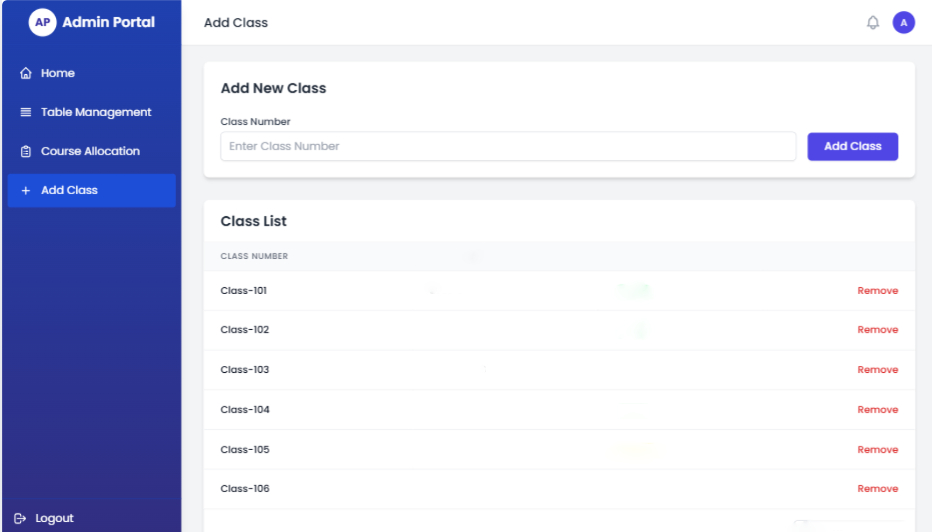 AP Admin Portal
Add Class
A
Home
Table Management
Course Allocation
Add Class
Logout
Add New Class
Class Number
Enter Class Number
Add Class
Class List
CLASS NUMBER
Class-101 Remove
Class-102 Remove
Class-103 Remove
Class-104 Remove
Class-105 Remove
Class-106 Remove